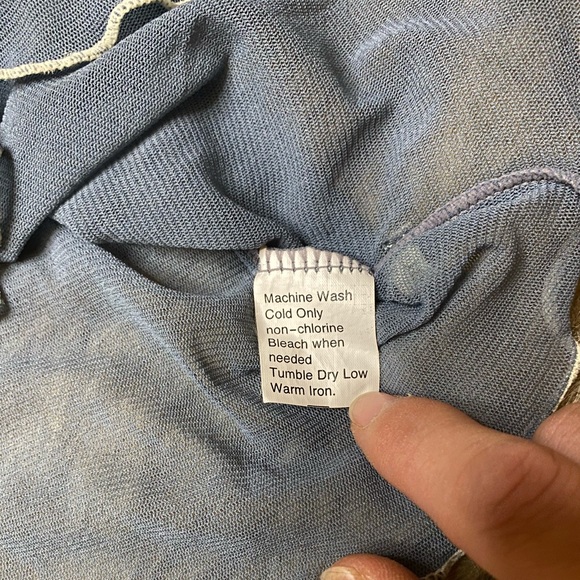 Machine Wash
Cold Only
non-chlorine
Bleach when
needed
Tumble Dry Low
Warm Iron.